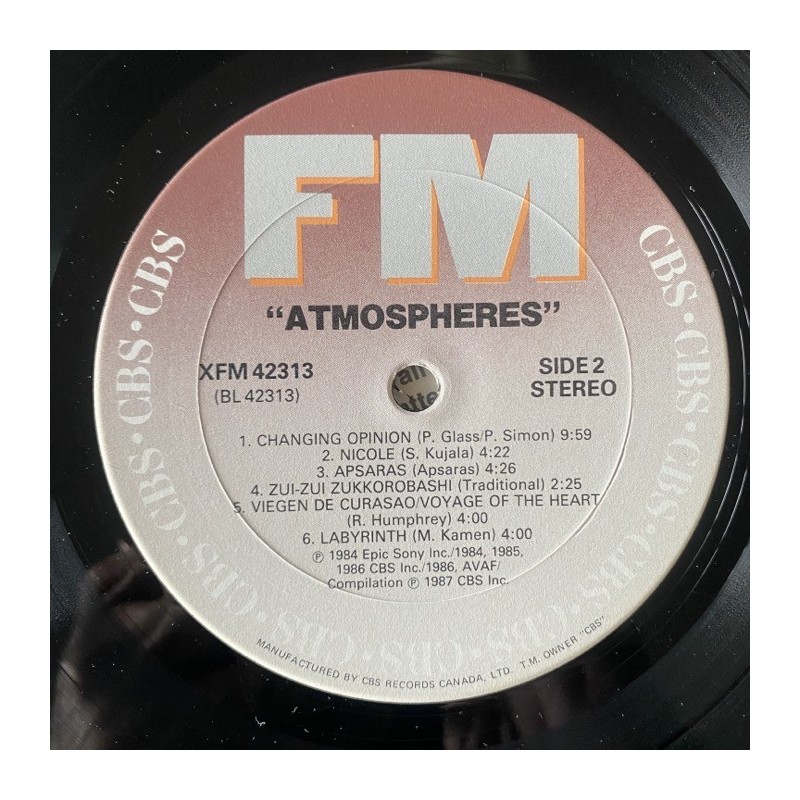 FM
"ATMOSPHERES"
XFM 42313
(BL 42313)
SIDE 2
STEREO
1. CHANGING OPINION (P. Glass/P. Simon) 9:59
2. NICOLE (S. Kujala) 4:22
3. APSARAS (Apsaras) 4:26
4. ZUI-ZUI ZUKKOROBASHI (Traditional) 2:25
5. VIEGEN DE CURASAO/VOYAGE OF THE HEART
(R. Humphrey) 4:00
6. LABYRINTH (M. Kamen) 4:00
℗ 1984 Epic Sony Inc./1984, 1985,
1986 CBS Inc./1986, AVAF/
Compilation ℗ 1987 CBS Inc.
CBS • CBS • CBS • CBS • CBS • CBS • CBS • CBS • CBS • CBS • CBS
MANUFACTURED BY CBS RECORDS CANADA, LTD. T.M. OWNER "CBS"